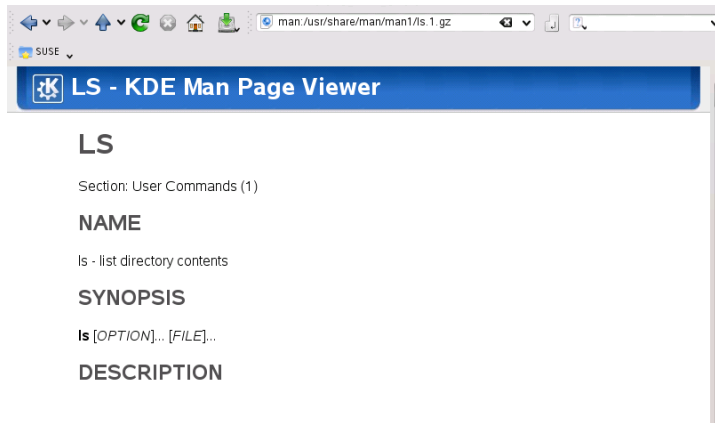 man:/usr/share/man/man1/ls.1.gz
SUSE
LS - KDE Man Page Viewer
LS
Section: User Commands (1)
NAME
ls - list directory contents
SYNOPSIS
ls [OPTION]... [FILE]...
DESCRIPTION